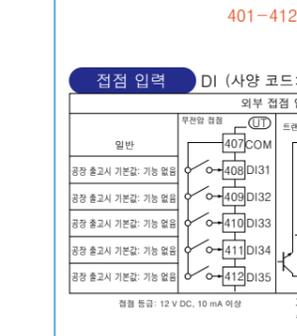 401-412
접점 입력 DI (사양 코드:
외부 접점
무전압 접점
UT
일반
407 COM
공장 출고시 기본값: 기능 없음 408 DI31
공장 출고시 기본값: 기능 없음 409 DI32
공장 출고시 기본값: 기능 없음 410 DI33
공장 출고시 기본값: 기능 없음 411 DI34
공장 출고시 기본값: 기능 없음 412 DI35
접점 등급: 12 V DC, 10 mA 이상